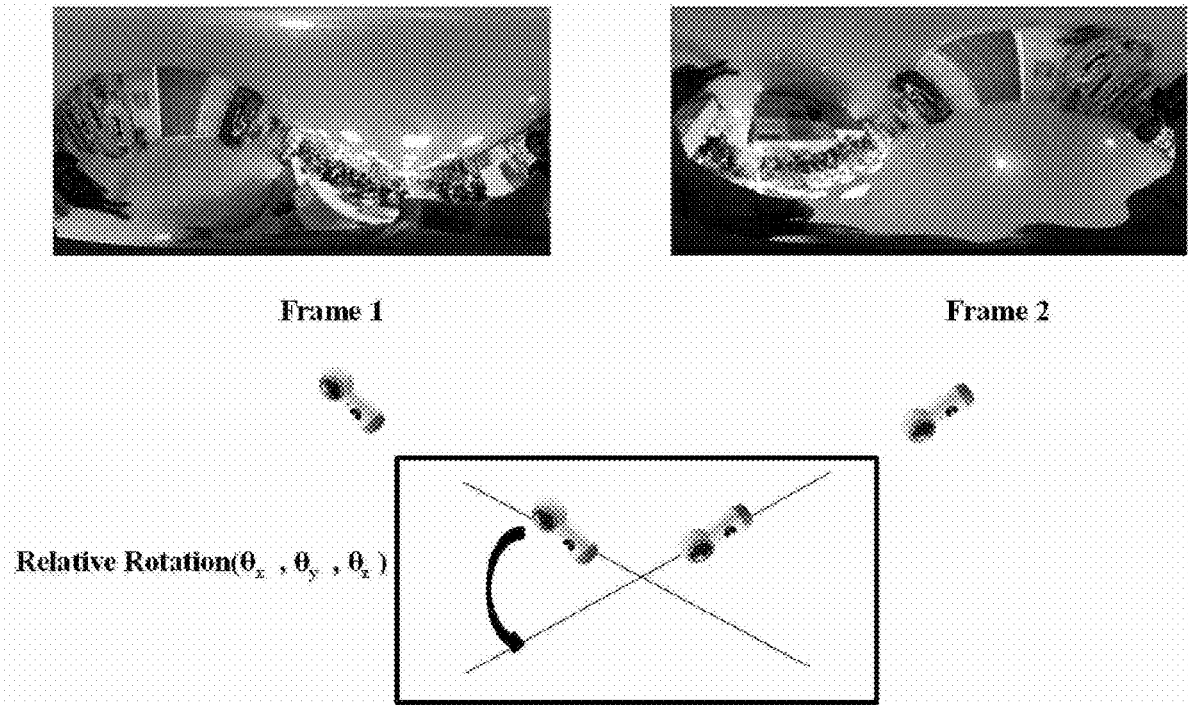 Frame 1
Frame 2
Relative Rotation(θx , θy , θz )